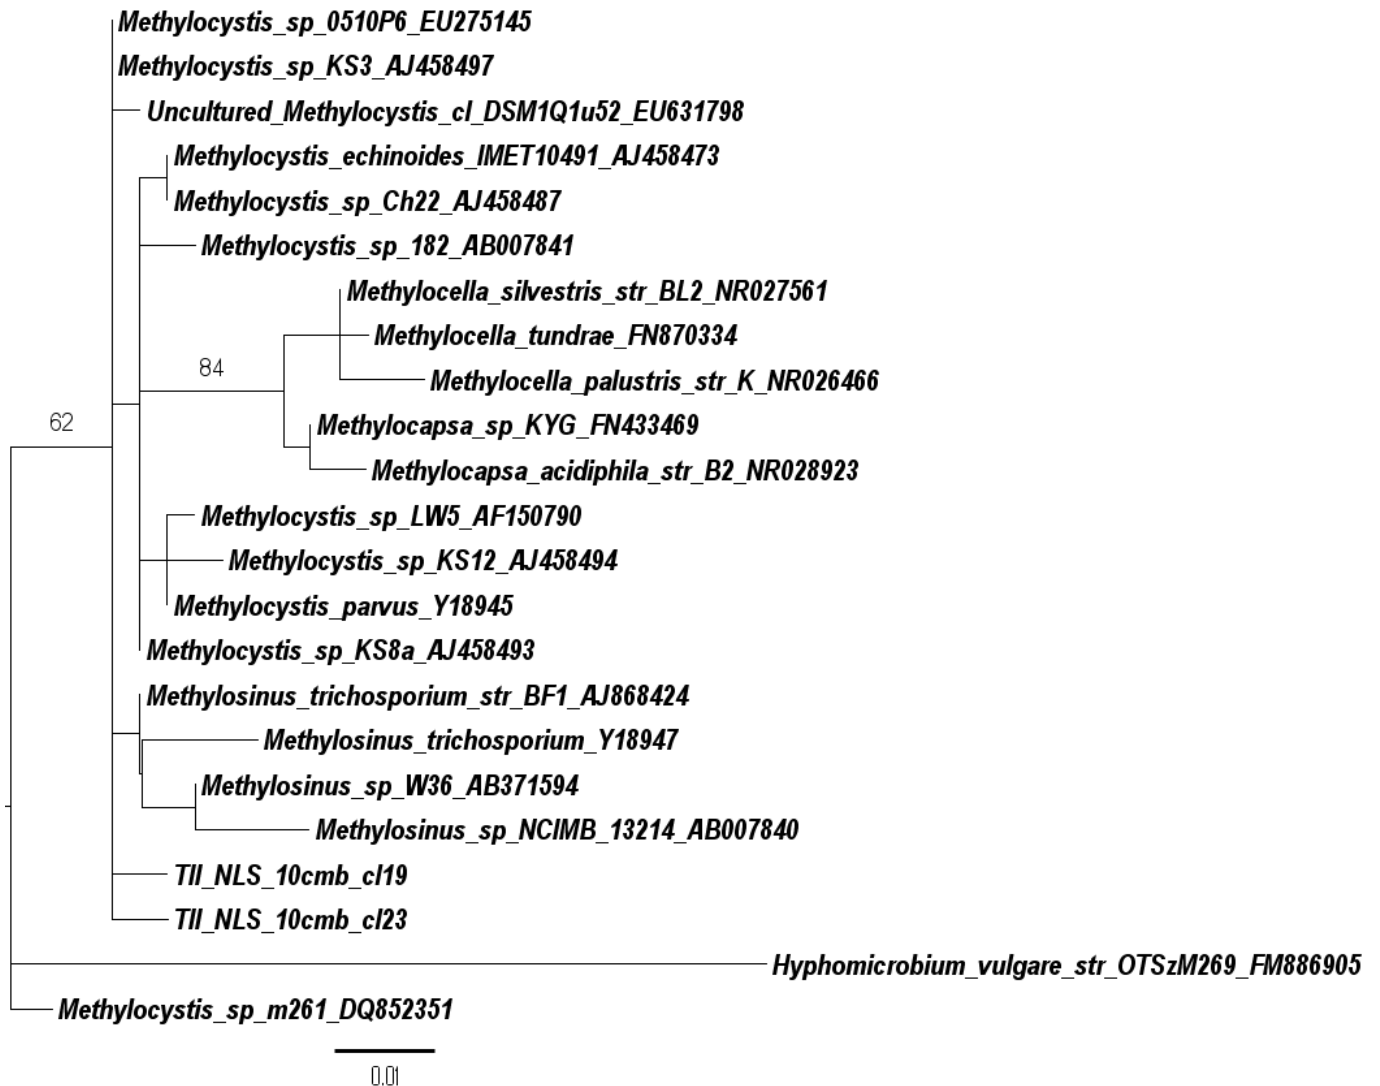 Methylocystis_sp_0510P6_EU275145
Methylocystis_sp_KS3_AJ458497
Uncultured_Methylocystis_cl_DSM1Q1u52_EU631798
Methylocystis_echinoides_IMET10491_AJ458473
Methylocystis_sp_Ch22_AJ458487
Methylocystis_sp_182_AB007841
Methylocella_silvestris_str_BL2_NR027561
Methylocella_tundrae_FN870334
84
Methylocella_palustris_str_K_NR026466
62
Methylocapsa_sp_KYG_FN433469
Methylocapsa_acidiphila_str_B2_NR028923
Methylocystis_sp_LW5_AF150790
Methylocystis_sp_KS12_AJ458494
Methylocystis_parvus_Y18945
Methylocystis_sp_KS8a_AJ458493
Methylosinus_trichosporium_str_BF1_AJ868424
Methylosinus_trichosporium_Y18947
Methylosinus_sp_W36_AB371594
Methylosinus_sp_NCIMB_13214_AB007840
TII_NLS_10cmb_cl19
TII_NLS_10cmb_cl23
Hyphomicrobium_vulgare_str_OTSzM269_FM886905
Methylocystis_sp_m261_DQ852351
0.01